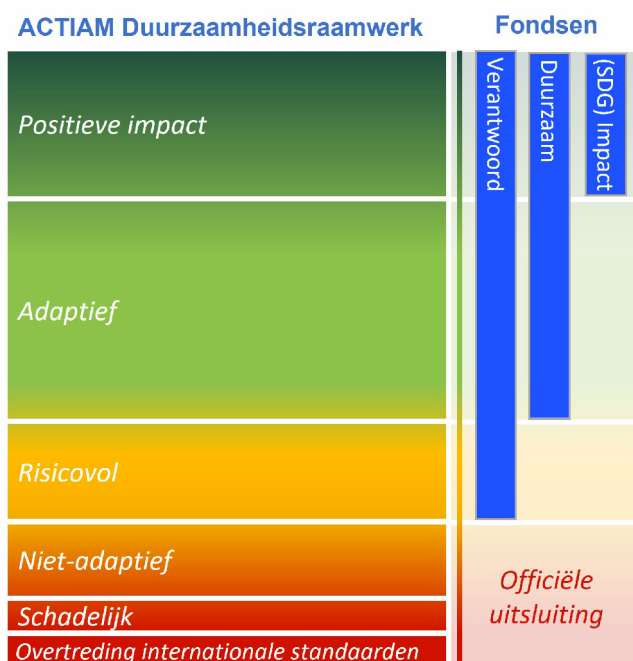 ACTIAM Duurzaamheidsraamwerk
Fondsen
Positieve impact
Adaptief
Risicovol
Niet-adaptief
Schadelijk
Overtreding internationale standaarden
Verantwoord
Duurzaam
(SDG) Impact
Officiële
uitsluiting